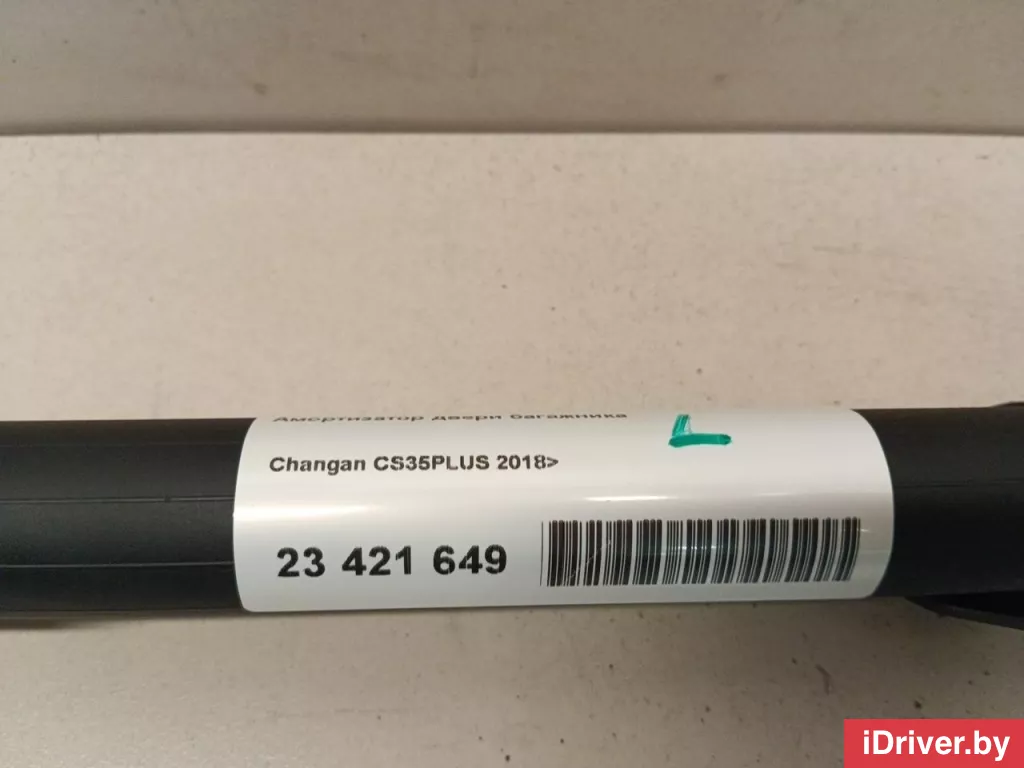 Амортизатор двери багажника
L
Changan CS35PLUS 2018>
23 421 649
iDriver.by